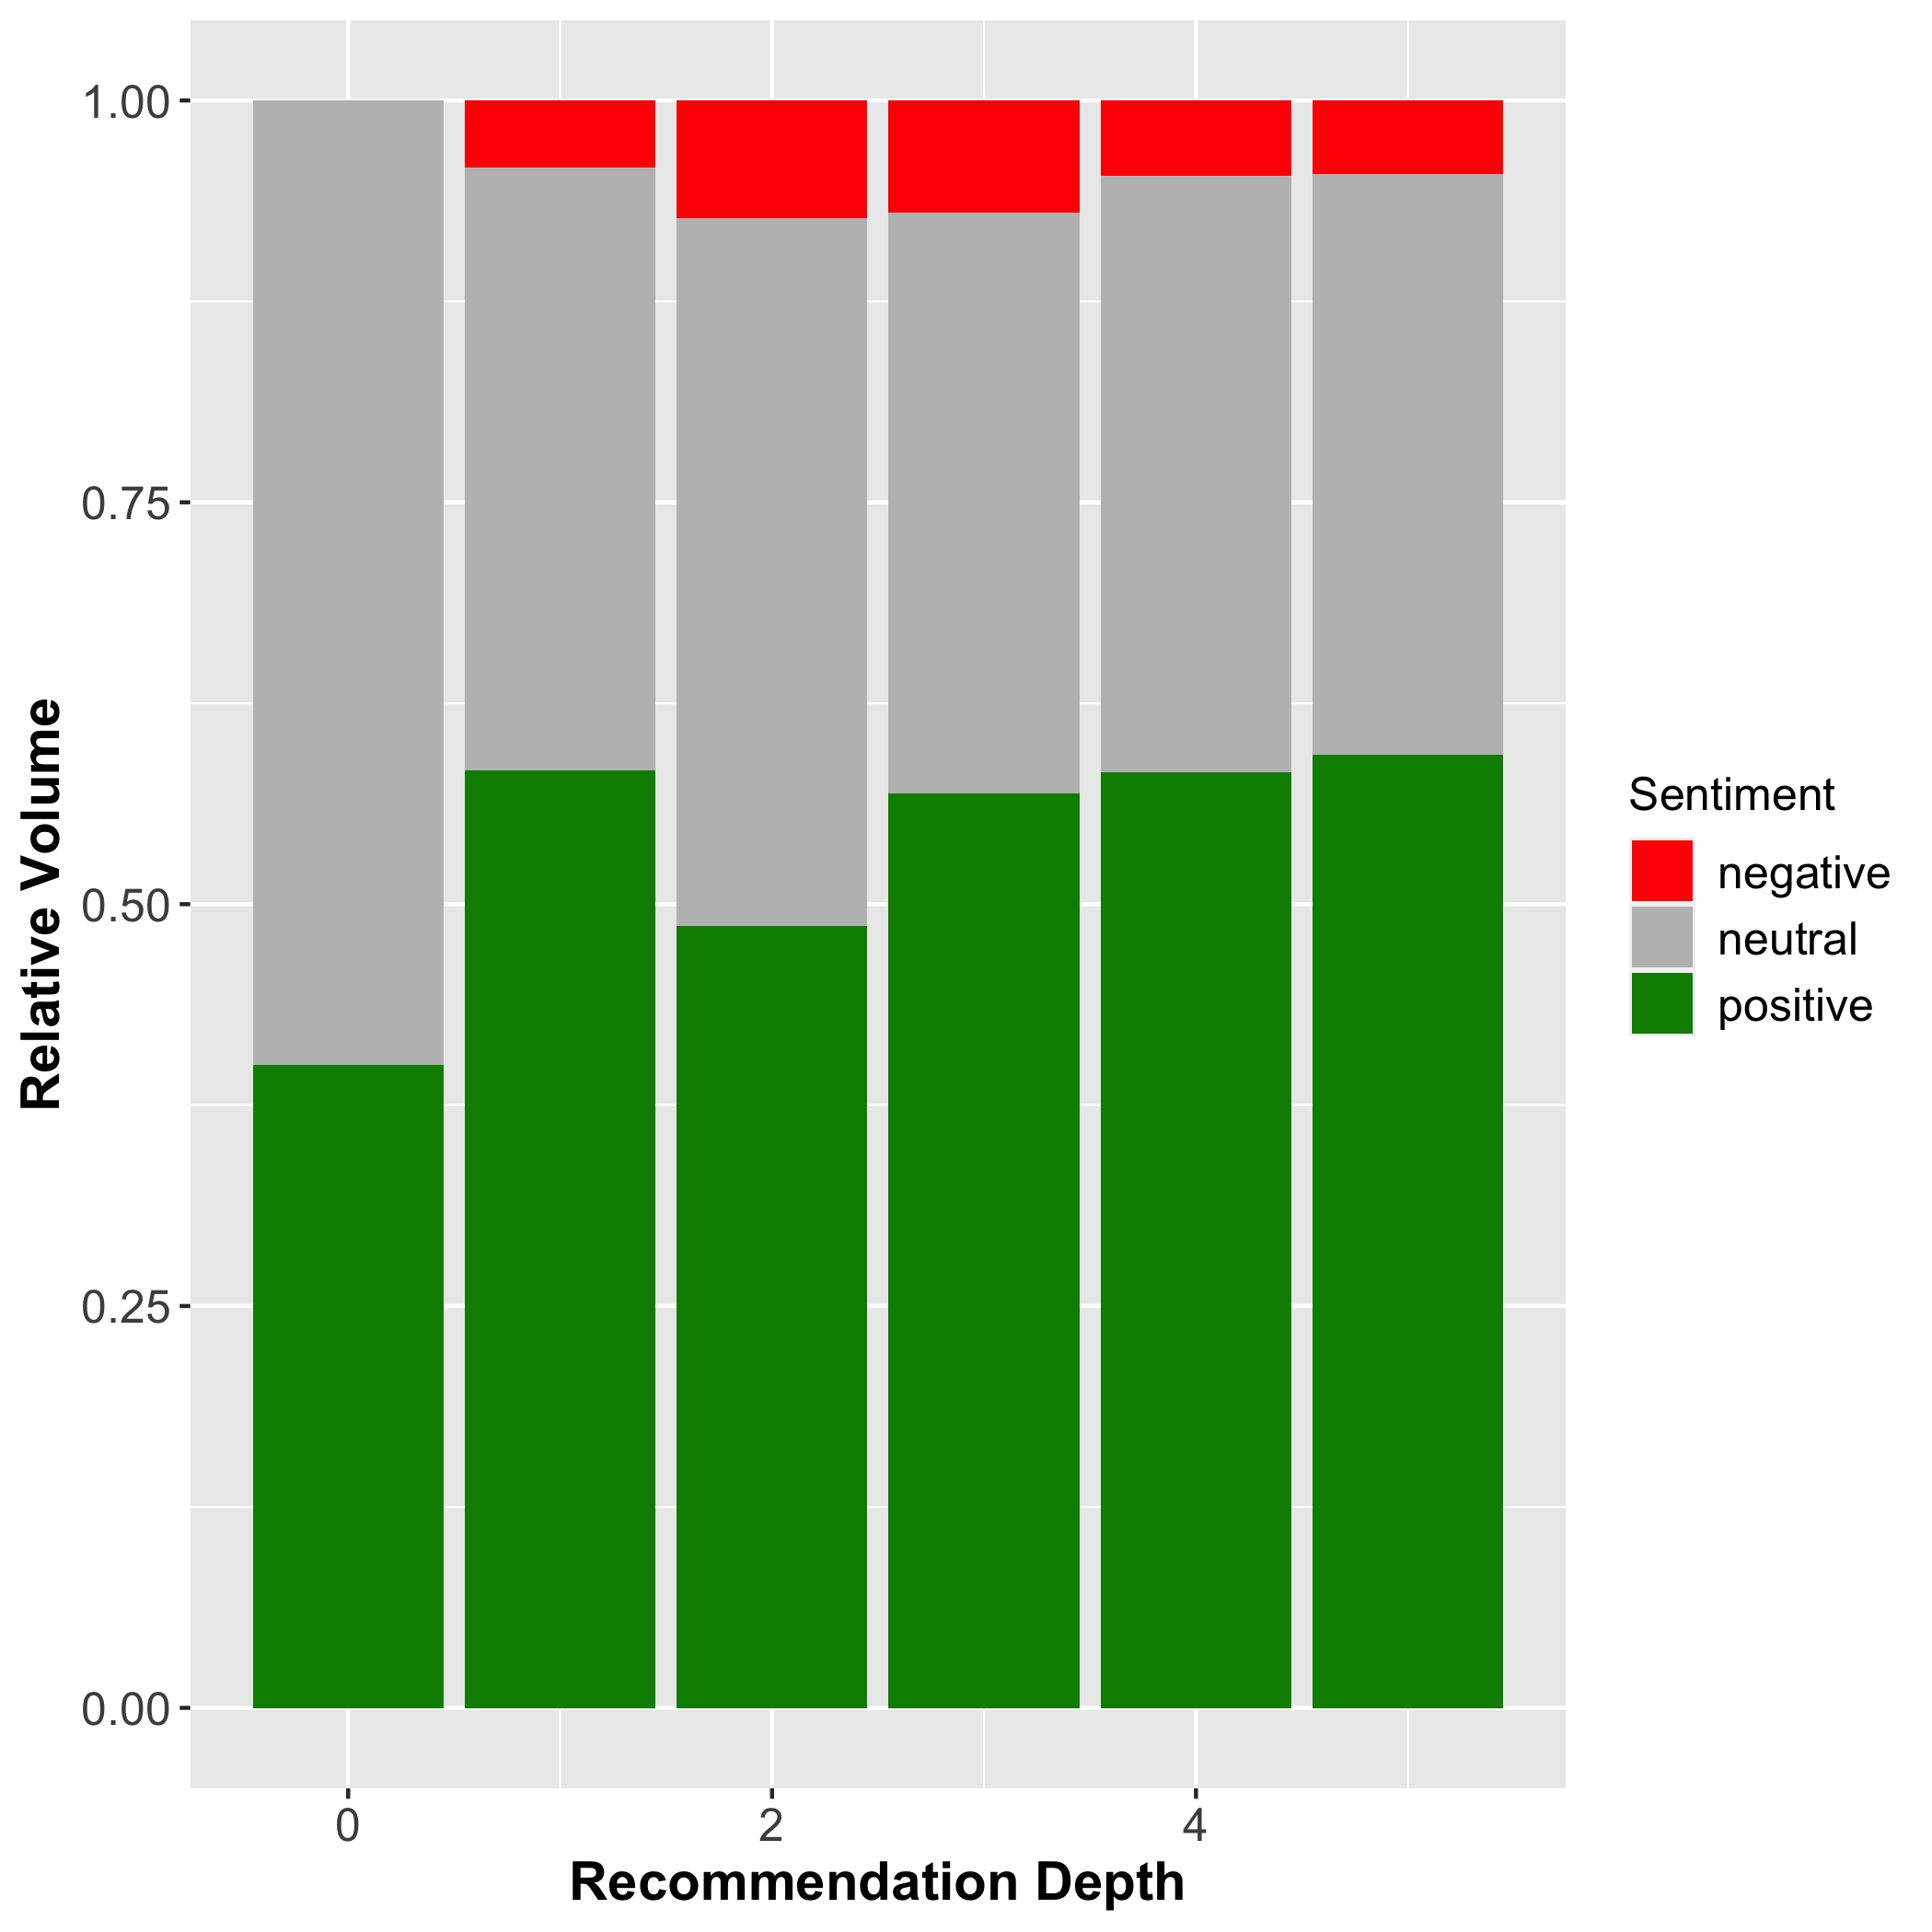 1.00
0.75
0.50
0.25
0.00
Relative Volume
0 2 4
Recommendation Depth
Sentiment
negative
neutral
positive